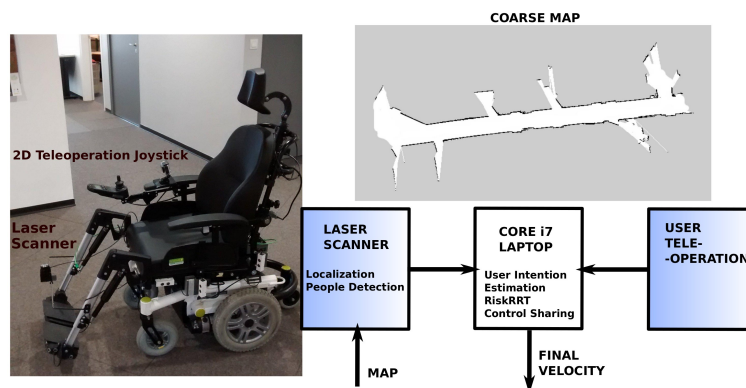 COARSE MAP
2D Teleoperation Joystick
Laser
Scanner
LASER
SCANNER
Localization
People Detection
CORE i7
LAPTOP
User Intention
Estimation
RiskRRT
Control Sharing
USER
TELE-
-OPERATION
MAP
FINAL
VELOCITY